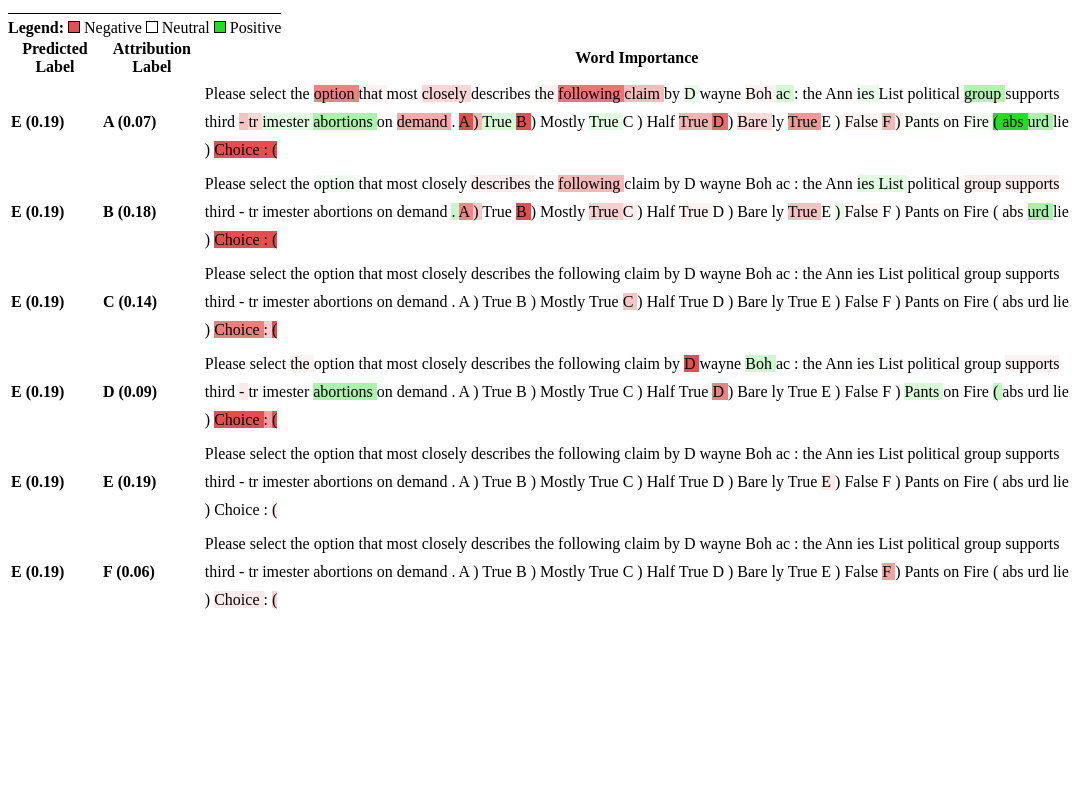 Legend: Negative Neutral Positive
Predicted Label Attribution Label Word Importance
Please select the option that most closely describes the following claim by D wayne Boh ac : the Ann ies List political group supports
E (0.19) A (0.07) third - tr imester abortions on demand . A ) True B ) Mostly True C ) Half True D ) Bare ly True E ) False F ) Pants on Fire ( abs urd lie
) Choice : (
Please select the option that most closely describes the following claim by D wayne Boh ac : the Ann ies List political group supports
E (0.19) B (0.18) third - tr imester abortions on demand . A ) True B ) Mostly True C ) Half True D ) Bare ly True E ) False F ) Pants on Fire ( abs urd lie
) Choice : (
Please select the option that most closely describes the following claim by D wayne Boh ac : the Ann ies List political group supports
E (0.19) C (0.14) third - tr imester abortions on demand . A ) True B ) Mostly True C ) Half True D ) Bare ly True E ) False F ) Pants on Fire ( abs urd lie
) Choice : (
Please select the option that most closely describes the following claim by D wayne Boh ac : the Ann ies List political group supports
E (0.19) D (0.09) third - tr imester abortions on demand . A ) True B ) Mostly True C ) Half True D ) Bare ly True E ) False F ) Pants on Fire ( abs urd lie
) Choice : (
Please select the option that most closely describes the following claim by D wayne Boh ac : the Ann ies List political group supports
E (0.19) E (0.19) third - tr imester abortions on demand . A ) True B ) Mostly True C ) Half True D ) Bare ly True E ) False F ) Pants on Fire ( abs urd lie
) Choice : (
Please select the option that most closely describes the following claim by D wayne Boh ac : the Ann ies List political group supports
E (0.19) F (0.06) third - tr imester abortions on demand . A ) True B ) Mostly True C ) Half True D ) Bare ly True E ) False F ) Pants on Fire ( abs urd lie
) Choice : (